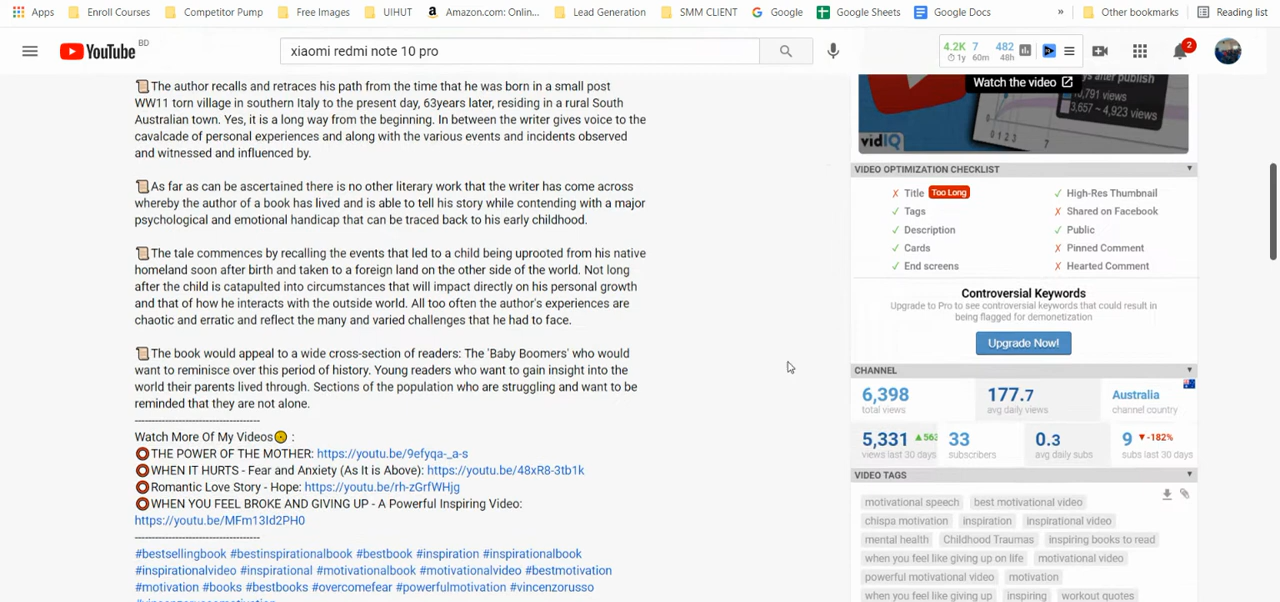 Apps Enroll Courses Competitor Pump Free Images UIHUT Amazon.com: Onlin... Lead Generation SMM CLIENT Google Google Sheets Google Docs » Other bookmarks Reading list
YouTube BD xiaomi redmi note 10 pro 4.2K 7 482 2
1y 60m 48h
Watch the video
0,791 views
3,657 ~ 4,923 views
0 1 2 3 7
vidIQ
📜The author recalls and retraces his path from the time that he was born in a small post
WW11 torn village in southern Italy to the present day, 63years later, residing in a rural South
Australian town. Yes, it is a long way from the beginning. In between the writer gives voice to the
cavalcade of personal experiences and along with the various events and incidents observed
and witnessed and influenced by.
📜As far as can be ascertained there is no other literary work that the writer has come across
whereby the author of a book has lived and is able to tell his story while contending with a major
psychological and emotional handicap that can be traced back to his early childhood.
📜The tale commences by recalling the events that led to a child being uprooted from his native
homeland soon after birth and taken to a foreign land on the other side of the world. Not long
after the child is catapulted into circumstances that will impact directly on his personal growth
and that of how he interacts with the outside world. All too often the author's experiences are
chaotic and erratic and reflect the many and varied challenges that he had to face.
📜The book would appeal to a wide cross-section of readers: The 'Baby Boomers' who would
want to reminisce over this period of history. Young readers who want to gain insight into the
world their parents lived through. Sections of the population who are struggling and want to be
reminded that they are not alone.
-----------------------------------
Watch More Of My Videos :
⭕THE POWER OF THE MOTHER: https://youtu.be/9efyqa-_a-s
⭕WHEN IT HURTS - Fear and Anxiety (As It is Above): https://youtu.be/48xR8-3tb1k
⭕Romantic Love Story - Hope: https://youtu.be/rh-zGrfWHjg
⭕WHEN YOU FEEL BROKE AND GIVING UP - A Powerful Inspiring Video:
https://youtu.be/MFm13Id2PH0
-----------------------------------
#bestsellingbook #bestinspirationalbook #bestbook #inspiration #inspirationalbook
#inspirationalvideo #inspirational #motivationalbook #motivationalvideo #bestmotivation
#motivation #books #bestbooks #overcomefear #powerfulmotivation #vincenzorusso
#vincenzorussomotivation
VIDEO OPTIMIZATION CHECKLIST
✗ Title Too Long ✓ High-Res Thumbnail
✓ Tags ✗ Shared on Facebook
✓ Description ✓ Public
✓ Cards ✗ Pinned Comment
✓ End screens ✗ Hearted Comment
Controversial Keywords
Upgrade to Pro to see controversial keywords that could result in
being flagged for demonetization
Upgrade Now!
CHANNEL
6,398 177.7 Australia
total views avg daily views channel country
5,331 ▲563 33 0.3 9 ▼-182%
views last 30 days subscribers avg daily subs subs last 30 days
VIDEO TAGS
motivational speech best motivational video
chispa motivation inspiration inspirational video
mental health Childhood Traumas inspiring books to read
when you feel like giving up on life motivational video
powerful motivational video motivation
when you feel like giving up inspiring workout quotes